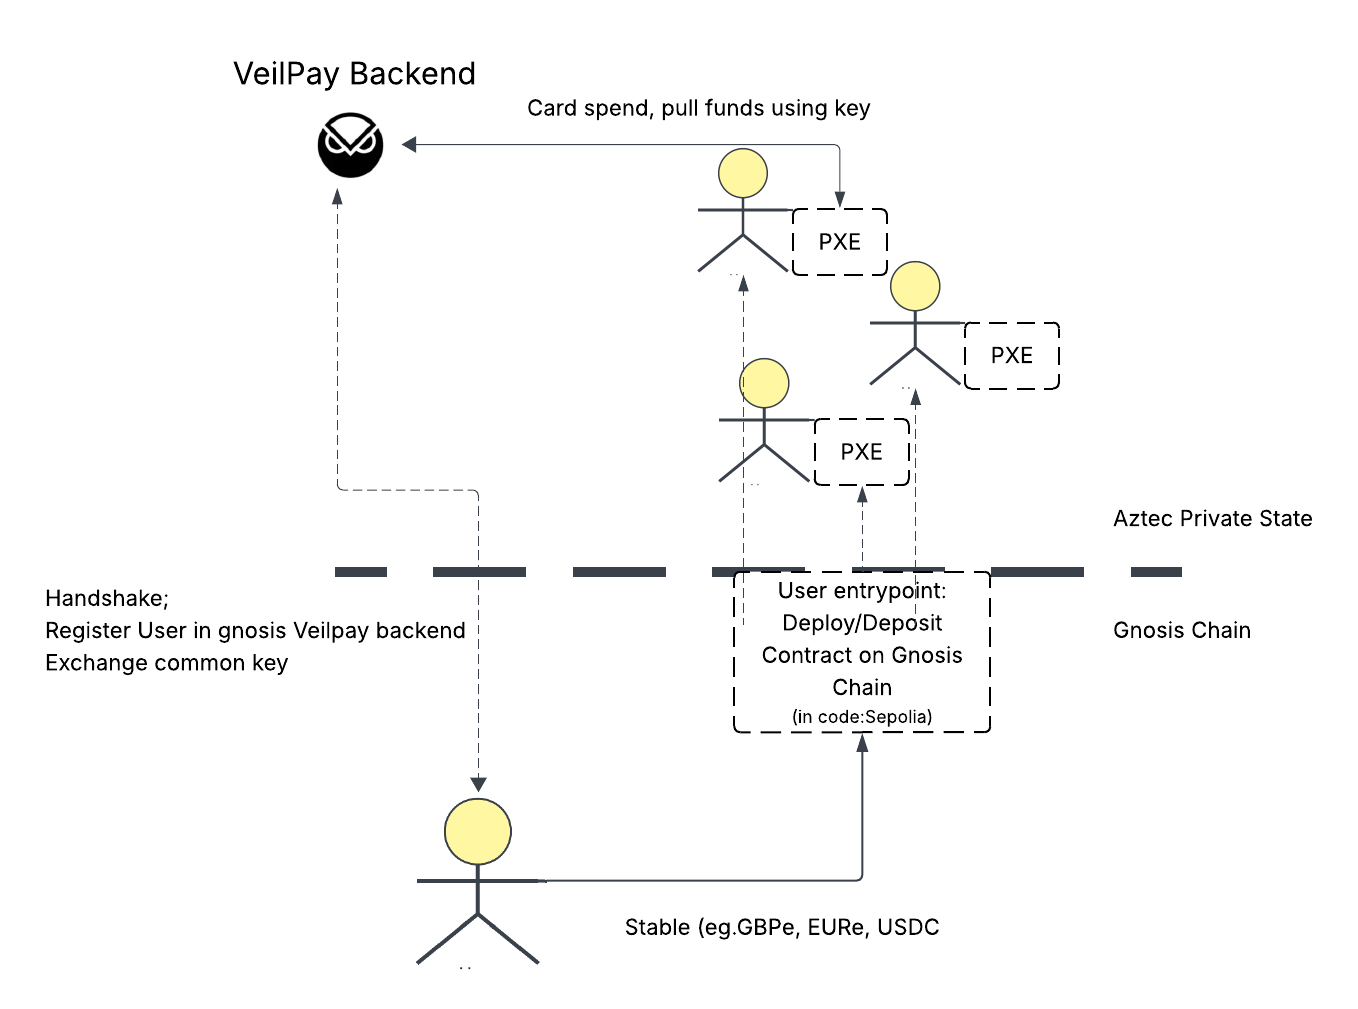 VeilPay Backend
Card spend, pull funds using key
PXE
PXE
PXE
Aztec Private State
Handshake;
Register User in gnosis Veilpay backend
Exchange common key
User entrypoint:
Deploy/Deposit
Contract on Gnosis
Chain
(in code:Sepolia)
Gnosis Chain
Stable (eg.GBPe, EURe, USDC